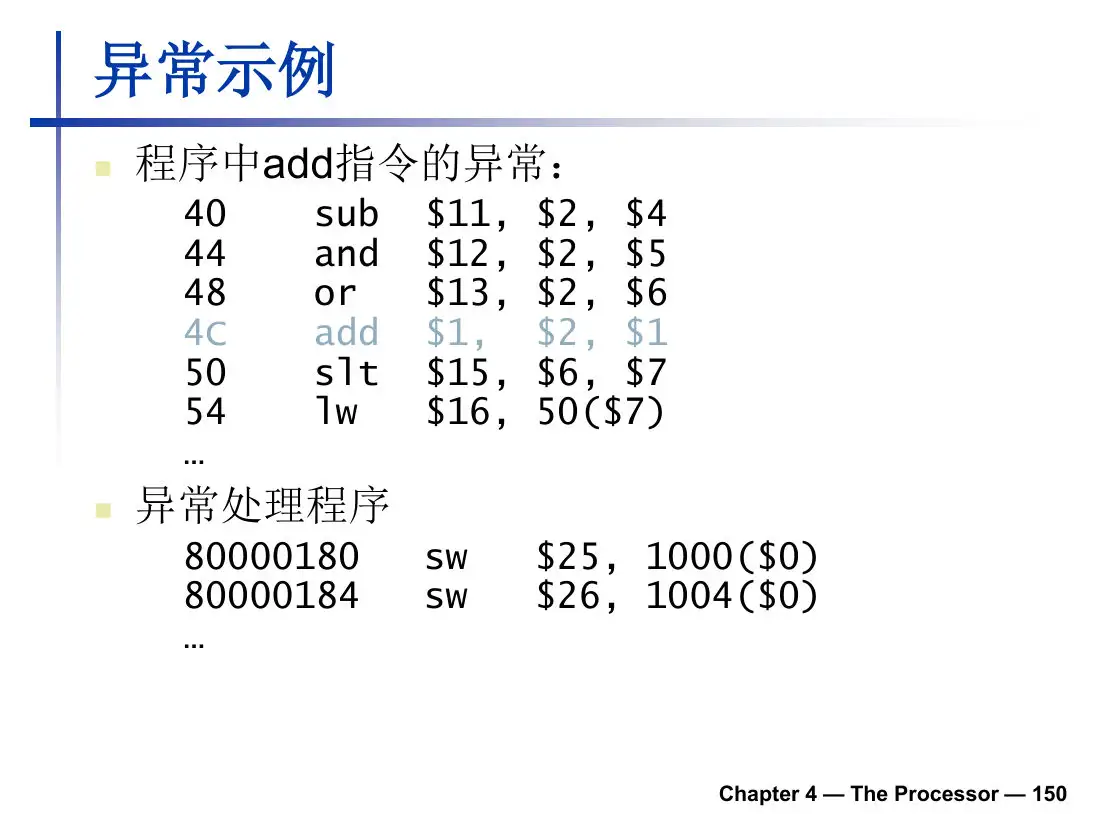 异常示例
程序中add指令的异常：
40 sub $11, $2, $4
44 and $12, $2, $5
48 or $13, $2, $6
4C add $1, $2, $1
50 slt $15, $6, $7
54 lw $16, 50($7)
…
异常处理程序
80000180 sw $25, 1000($0)
80000184 sw $26, 1004($0)
…
Chapter 4 — The Processor — 150